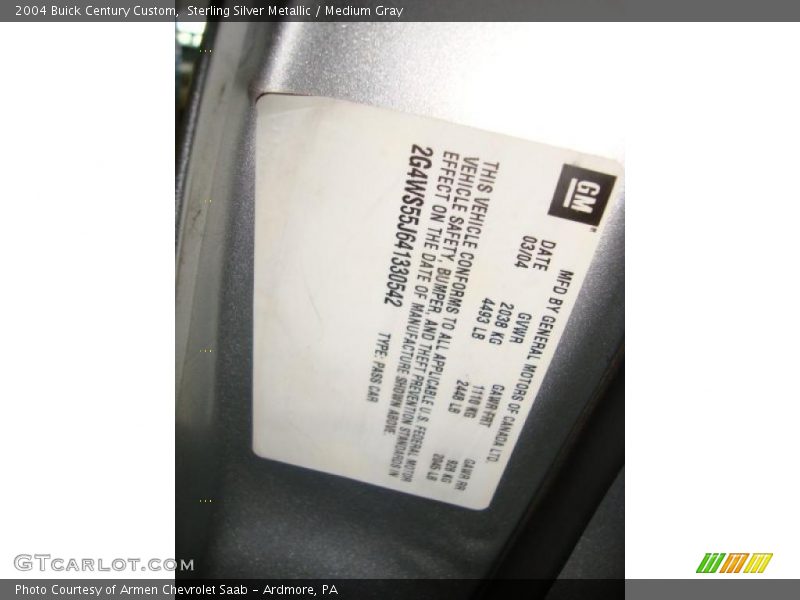 2004 Buick Century Custom, Sterling Silver Metallic / Medium Gray
GM
MFD BY GENERAL MOTORS OF CANADA LTD.
DATE GVWR GAWR FRT GAWR RR
03/04 2038 KG 1110 KG 928 KG
4493 LB 2448 LB 2045 LB
THIS VEHICLE CONFORMS TO ALL APPLICABLE U.S. FEDERAL MOTOR
VEHICLE SAFETY, BUMPER, AND THEFT PREVENTION STANDARDS IN
EFFECT ON THE DATE OF MANUFACTURE SHOWN ABOVE.
2G4WS55J641330542 TYPE: PASS CAR
GTCARLOT.COM
Photo Courtesy of Armen Chevrolet Saab - Ardmore, PA